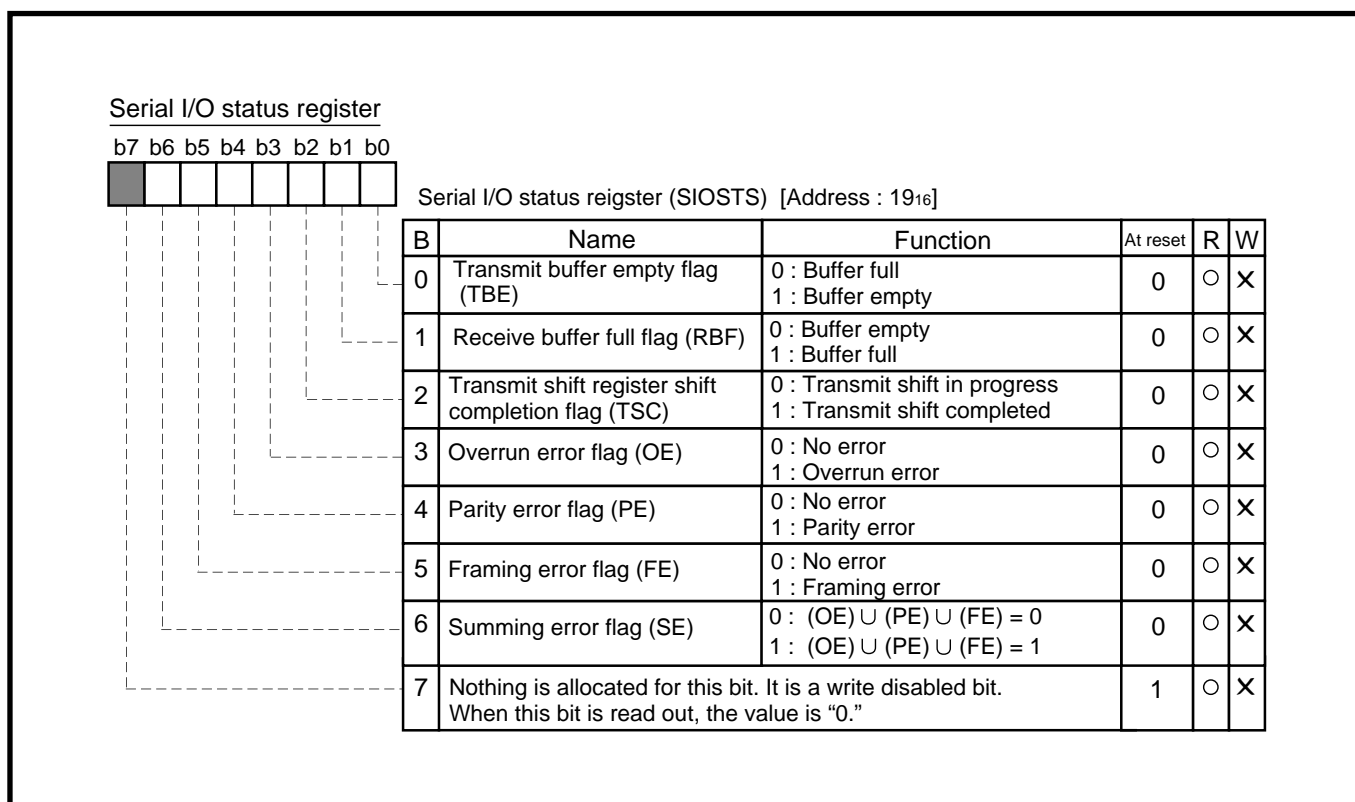 Serial I/O status register
b7 b6 b5 b4 b3 b2 b1 b0
Serial I/O status reigster (SIOSTS) [Address : 19₁₆]
B Name Function At reset R W
0 Transmit buffer empty flag (TBE) 0 : Buffer full 0 ○ ✕
1 : Buffer empty
1 Receive buffer full flag (RBF) 0 : Buffer empty 0 ○ ✕
1 : Buffer full
2 Transmit shift register shift completion flag (TSC) 0 : Transmit shift in progress 0 ○ ✕
1 : Transmit shift completed
3 Overrun error flag (OE) 0 : No error 0 ○ ✕
1 : Overrun error
4 Parity error flag (PE) 0 : No error 0 ○ ✕
1 : Parity error
5 Framing error flag (FE) 0 : No error 0 ○ ✕
1 : Framing error
6 Summing error flag (SE) 0 : (OE) ∪ (PE) ∪ (FE) = 0 0 ○ ✕
1 : (OE) ∪ (PE) ∪ (FE) = 1
7 Nothing is allocated for this bit. It is a write disabled bit. 1 ○ ✕
When this bit is read out, the value is “0.”